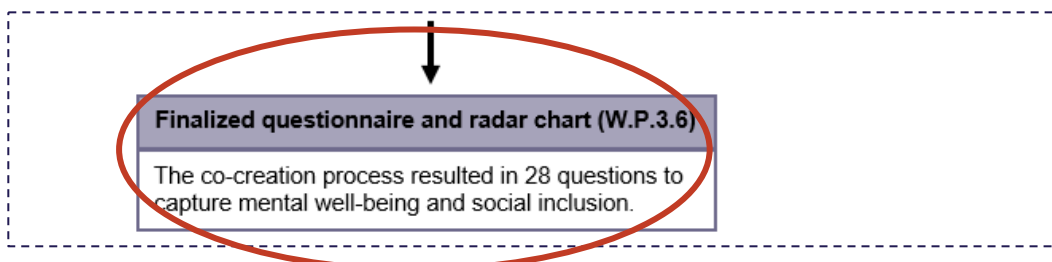 Finalized questionnaire and radar chart (W.P.3.6)
The co-creation process resulted in 28 questions to
capture mental well-being and social inclusion.